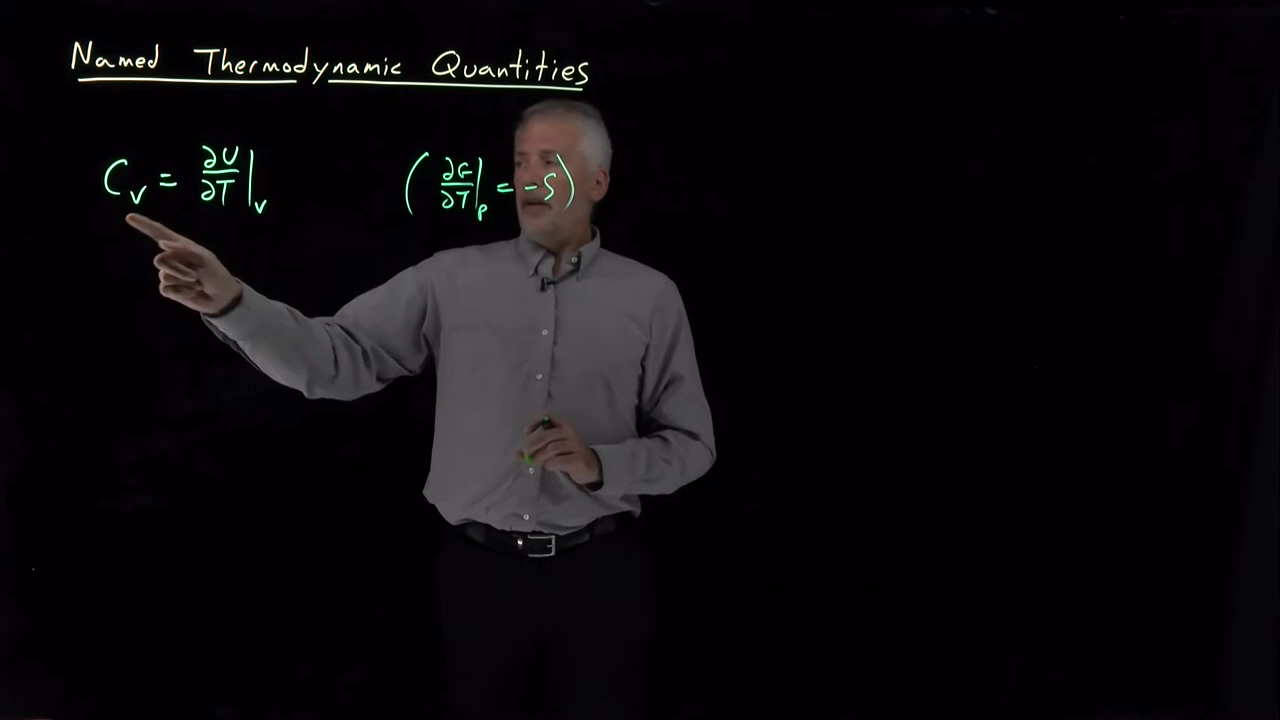 Named Thermodynamic Quantities
C_V = ∂U/∂T|_V (∂G/∂T|_P = -S)